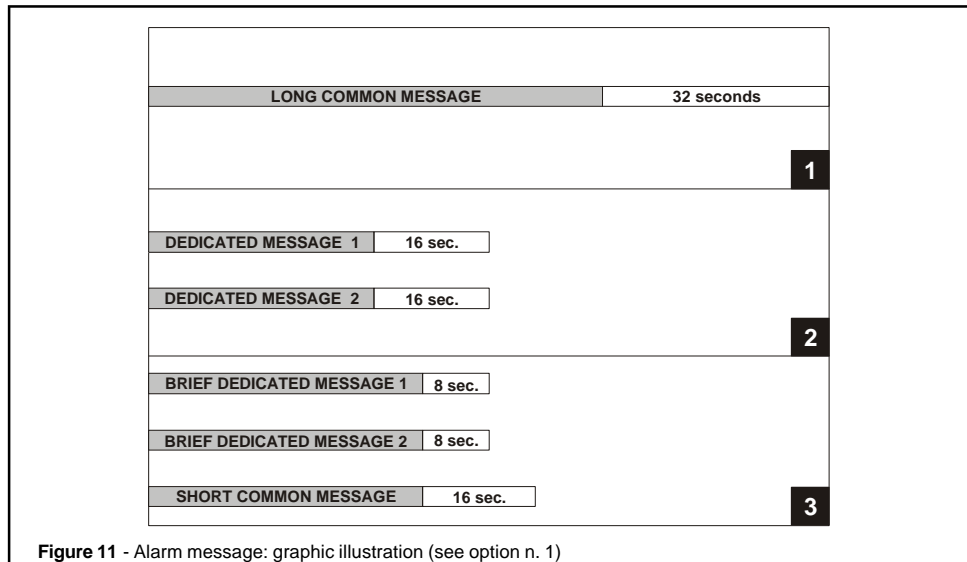 LONG COMMON MESSAGE 32 seconds
1
DEDICATED MESSAGE 1 16 sec.
DEDICATED MESSAGE 2 16 sec.
2
BRIEF DEDICATED MESSAGE 1 8 sec.
BRIEF DEDICATED MESSAGE 2 8 sec.
SHORT COMMON MESSAGE 16 sec.
3
Figure 11 - Alarm message: graphic illustration (see option n. 1)